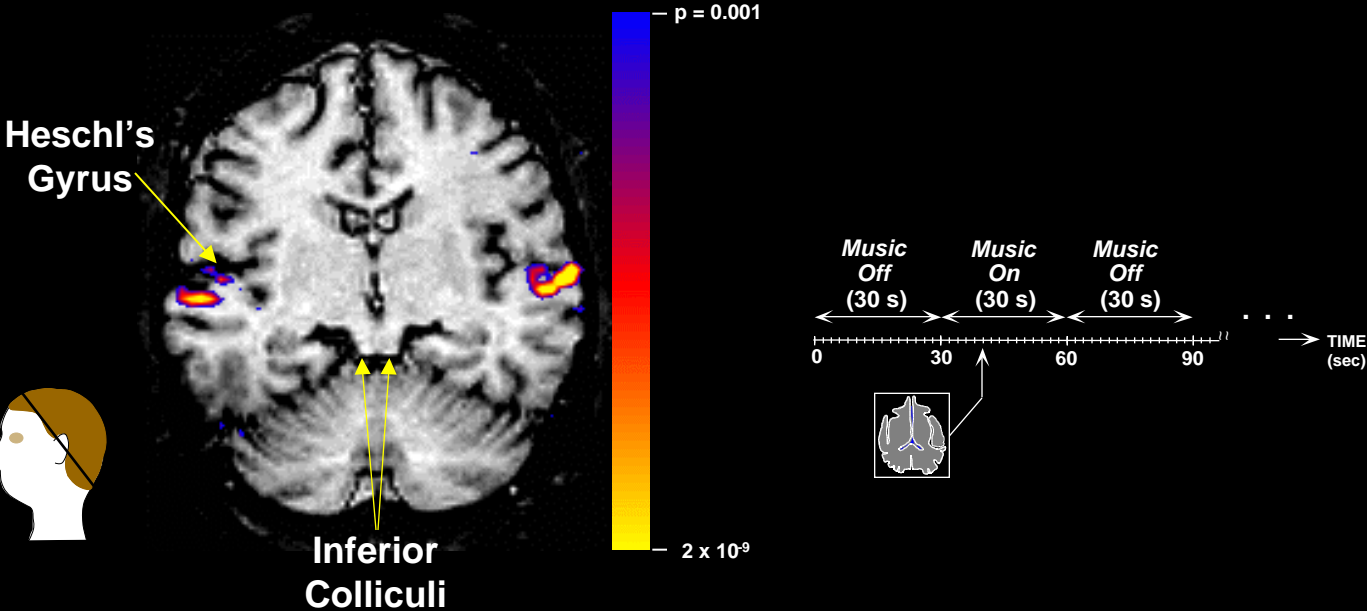 p = 0.001
Heschl's
Gyrus
Inferior
Colliculi
2 x 10⁻⁹
Music
Off
(30 s)
Music
On
(30 s)
Music
Off
(30 s)
. . .
0
30
60
90
TIME
(sec)